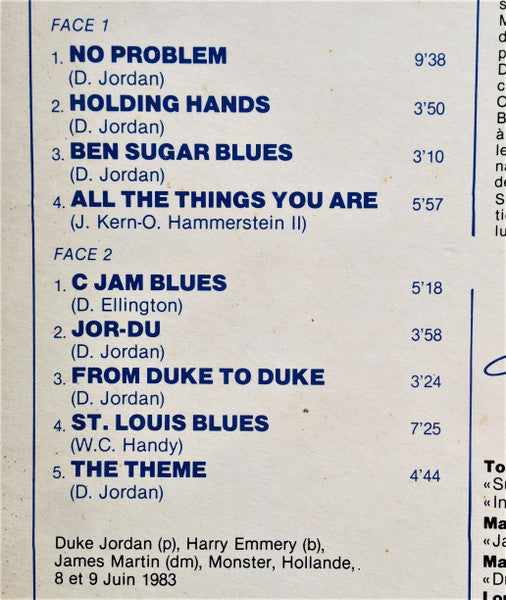 FACE 1
1. NO PROBLEM 9'38
(D. Jordan)
2. HOLDING HANDS 3'50
(D. Jordan)
3. BEN SUGAR BLUES 3'10
(D. Jordan)
4. ALL THE THINGS YOU ARE 5'57
(J. Kern-O. Hammerstein II)
FACE 2
1. C JAM BLUES 5'18
(D. Ellington)
2. JOR-DU 3'58
(D. Jordan)
3. FROM DUKE TO DUKE 3'24
(D. Jordan)
4. ST. LOUIS BLUES 7'25
(W.C. Handy)
5. THE THEME 4'44
(D. Jordan)
Duke Jordan (p), Harry Emmery (b),
James Martin (dm), Monster, Hollande,.
8 et 9 Juin 1983